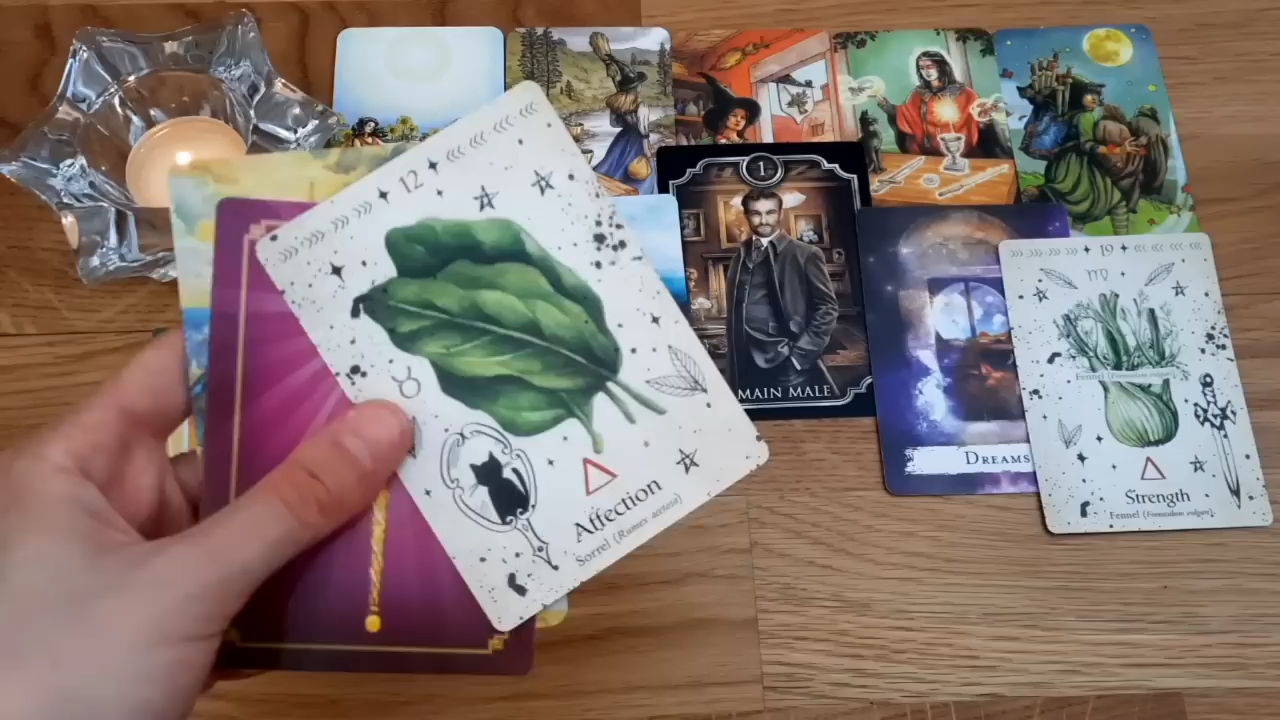 12
Affection
Sorrel (Rumex acetosa)
1
MAIN MALE
DREAMS
19
Fennel (Foeniculum vulgare)
Strength
Fennel (Foeniculum vulgare)